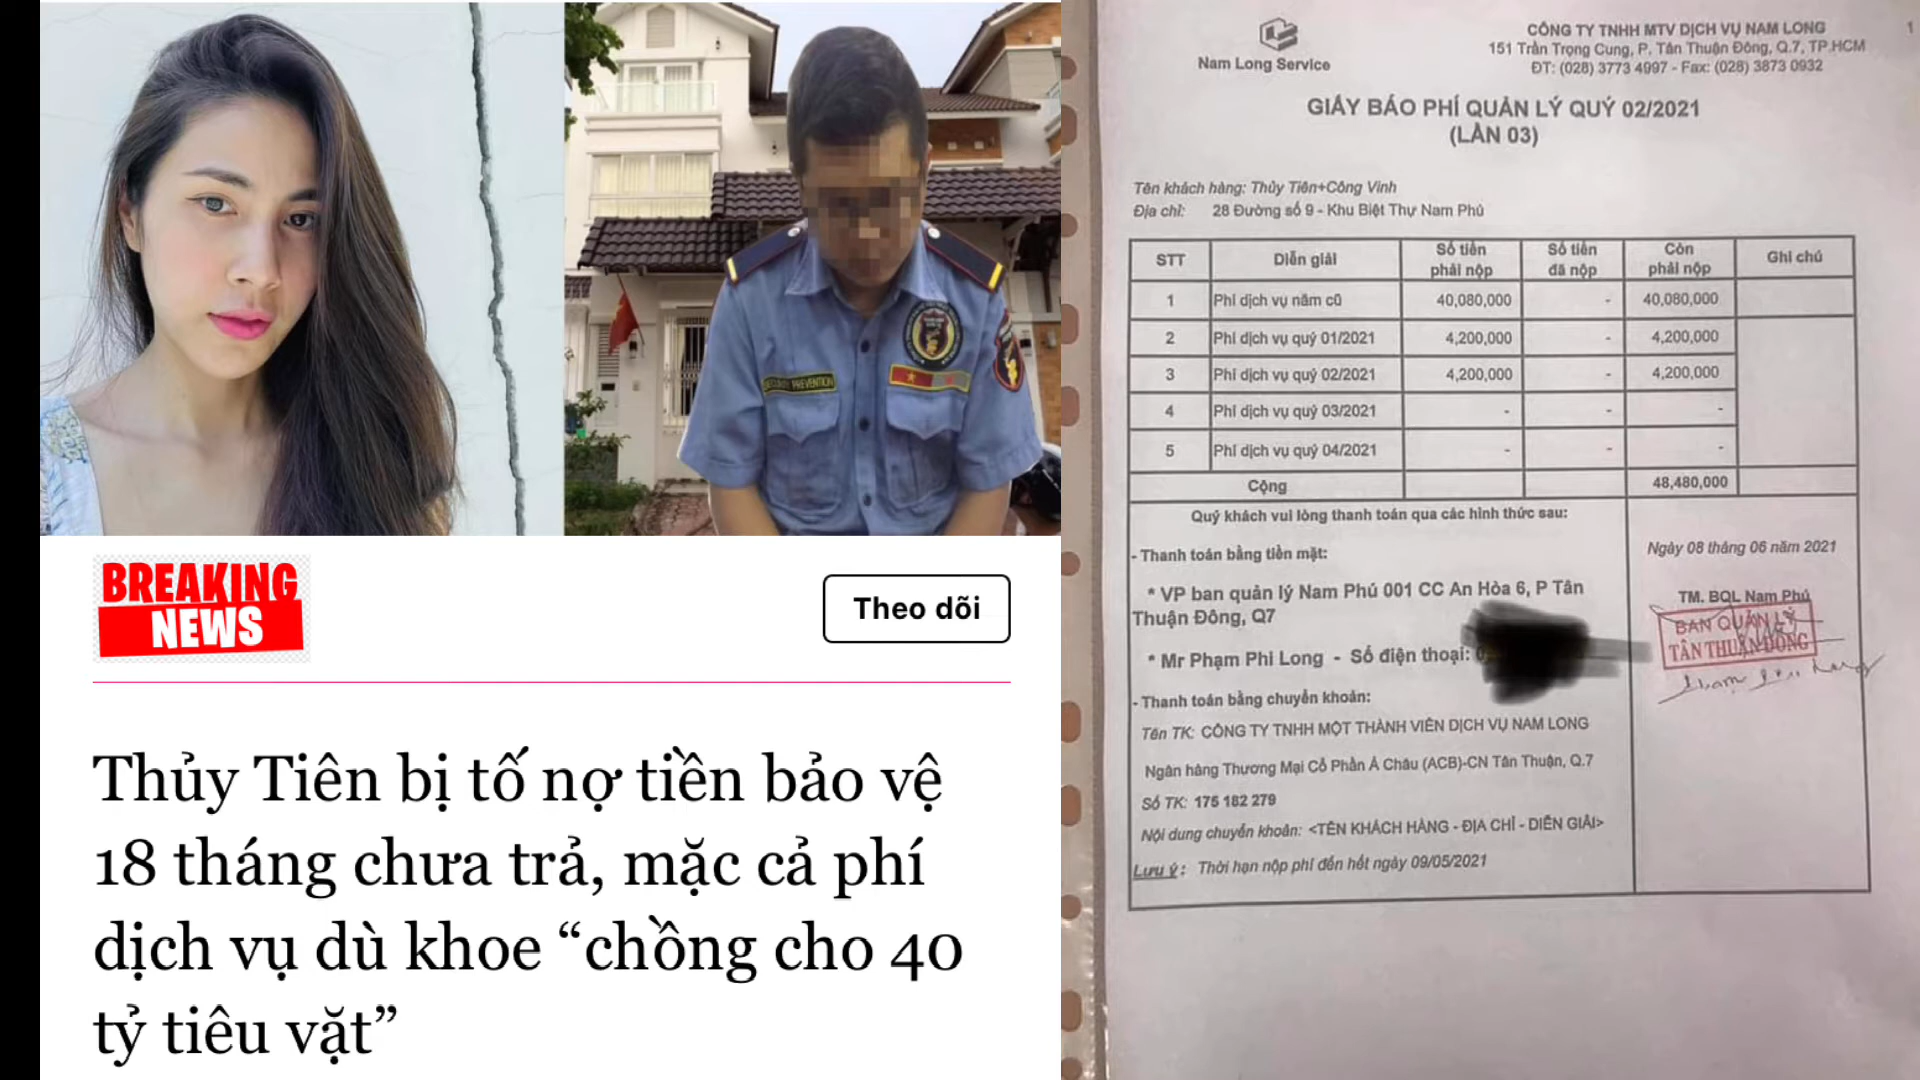 SECURITE PREVENTION
BREAKING
NEWS
Theo dõi
Thủy Tiên bị tố nợ tiền bảo vệ
18 tháng chưa trả, mặc cả phí
dịch vụ dù khoe “chồng cho 40
tỷ tiêu vặt”
Nam Long Service
CÔNG TY TNHH MTV DỊCH VỤ NAM LONG
151 Trần Trọng Cung, P. Tân Thuận Đông, Q.7, TP.HCM
ĐT: (028) 3773 4997 - Fax: (028) 3873 0932
1
GIẤY BÁO PHÍ QUẢN LÝ QUÝ 02/2021
(LẦN 03)
Tên khách hàng: Thủy Tiên+Công Vinh
Địa chỉ: 28 Đường số 9 - Khu Biệt Thự Nam Phú
STT Diễn giải Số tiền phải nộp Số tiền đã nộp Còn phải nộp Ghi chú
1 Phí dịch vụ năm cũ 40,080,000 - 40,080,000
2 Phí dịch vụ quý 01/2021 4,200,000 - 4,200,000
3 Phí dịch vụ quý 02/2021 4,200,000 - 4,200,000
4 Phí dịch vụ quý 03/2021 - - -
5 Phí dịch vụ quý 04/2021 - - -
Cộng 48,480,000
Quý khách vui lòng thanh toán qua các hình thức sau:
- Thanh toán bằng tiền mặt:
* VP ban quản lý Nam Phú 001 CC An Hòa 6, P Tân
Thuận Đông, Q7
* Mr Phạm Phi Long - Số điện thoại: 0
- Thanh toán bằng chuyển khoản:
Tên TK: CÔNG TY TNHH MỘT THÀNH VIÊN DỊCH VỤ NAM LONG
Ngân hàng Thương Mại Cổ Phần Á Châu (ACB)-CN Tân Thuận, Q.7
Số TK: 175 182 279
Nội dung chuyển khoản: <TÊN KHÁCH HÀNG - ĐỊA CHỈ - DIỄN GIẢI>
Lưu ý: Thời hạn nộp phí đến hết ngày 09/05/2021
Ngày 08 tháng 06 năm 2021
TM. BQL Nam Phú
BAN QUẢN LÝ
TÂN THUẬN ĐÔNG